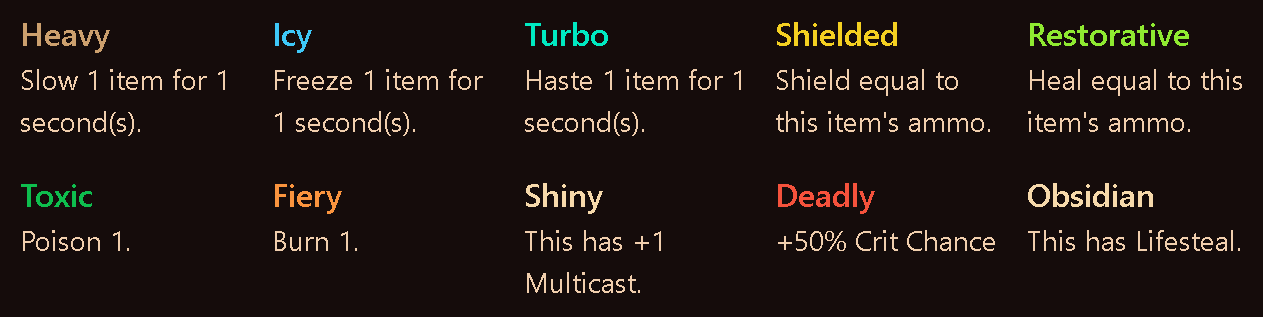 Heavy
Slow 1 item for 1
second(s).
Icy
Freeze 1 item for
1 second(s).
Turbo
Haste 1 item for 1
second(s).
Shielded
Shield equal to
this item's ammo.
Restorative
Heal equal to this
item's ammo.
Toxic
Poison 1.
Fiery
Burn 1.
Shiny
This has +1
Multicast.
Deadly
+50% Crit Chance
Obsidian
This has Lifesteal.